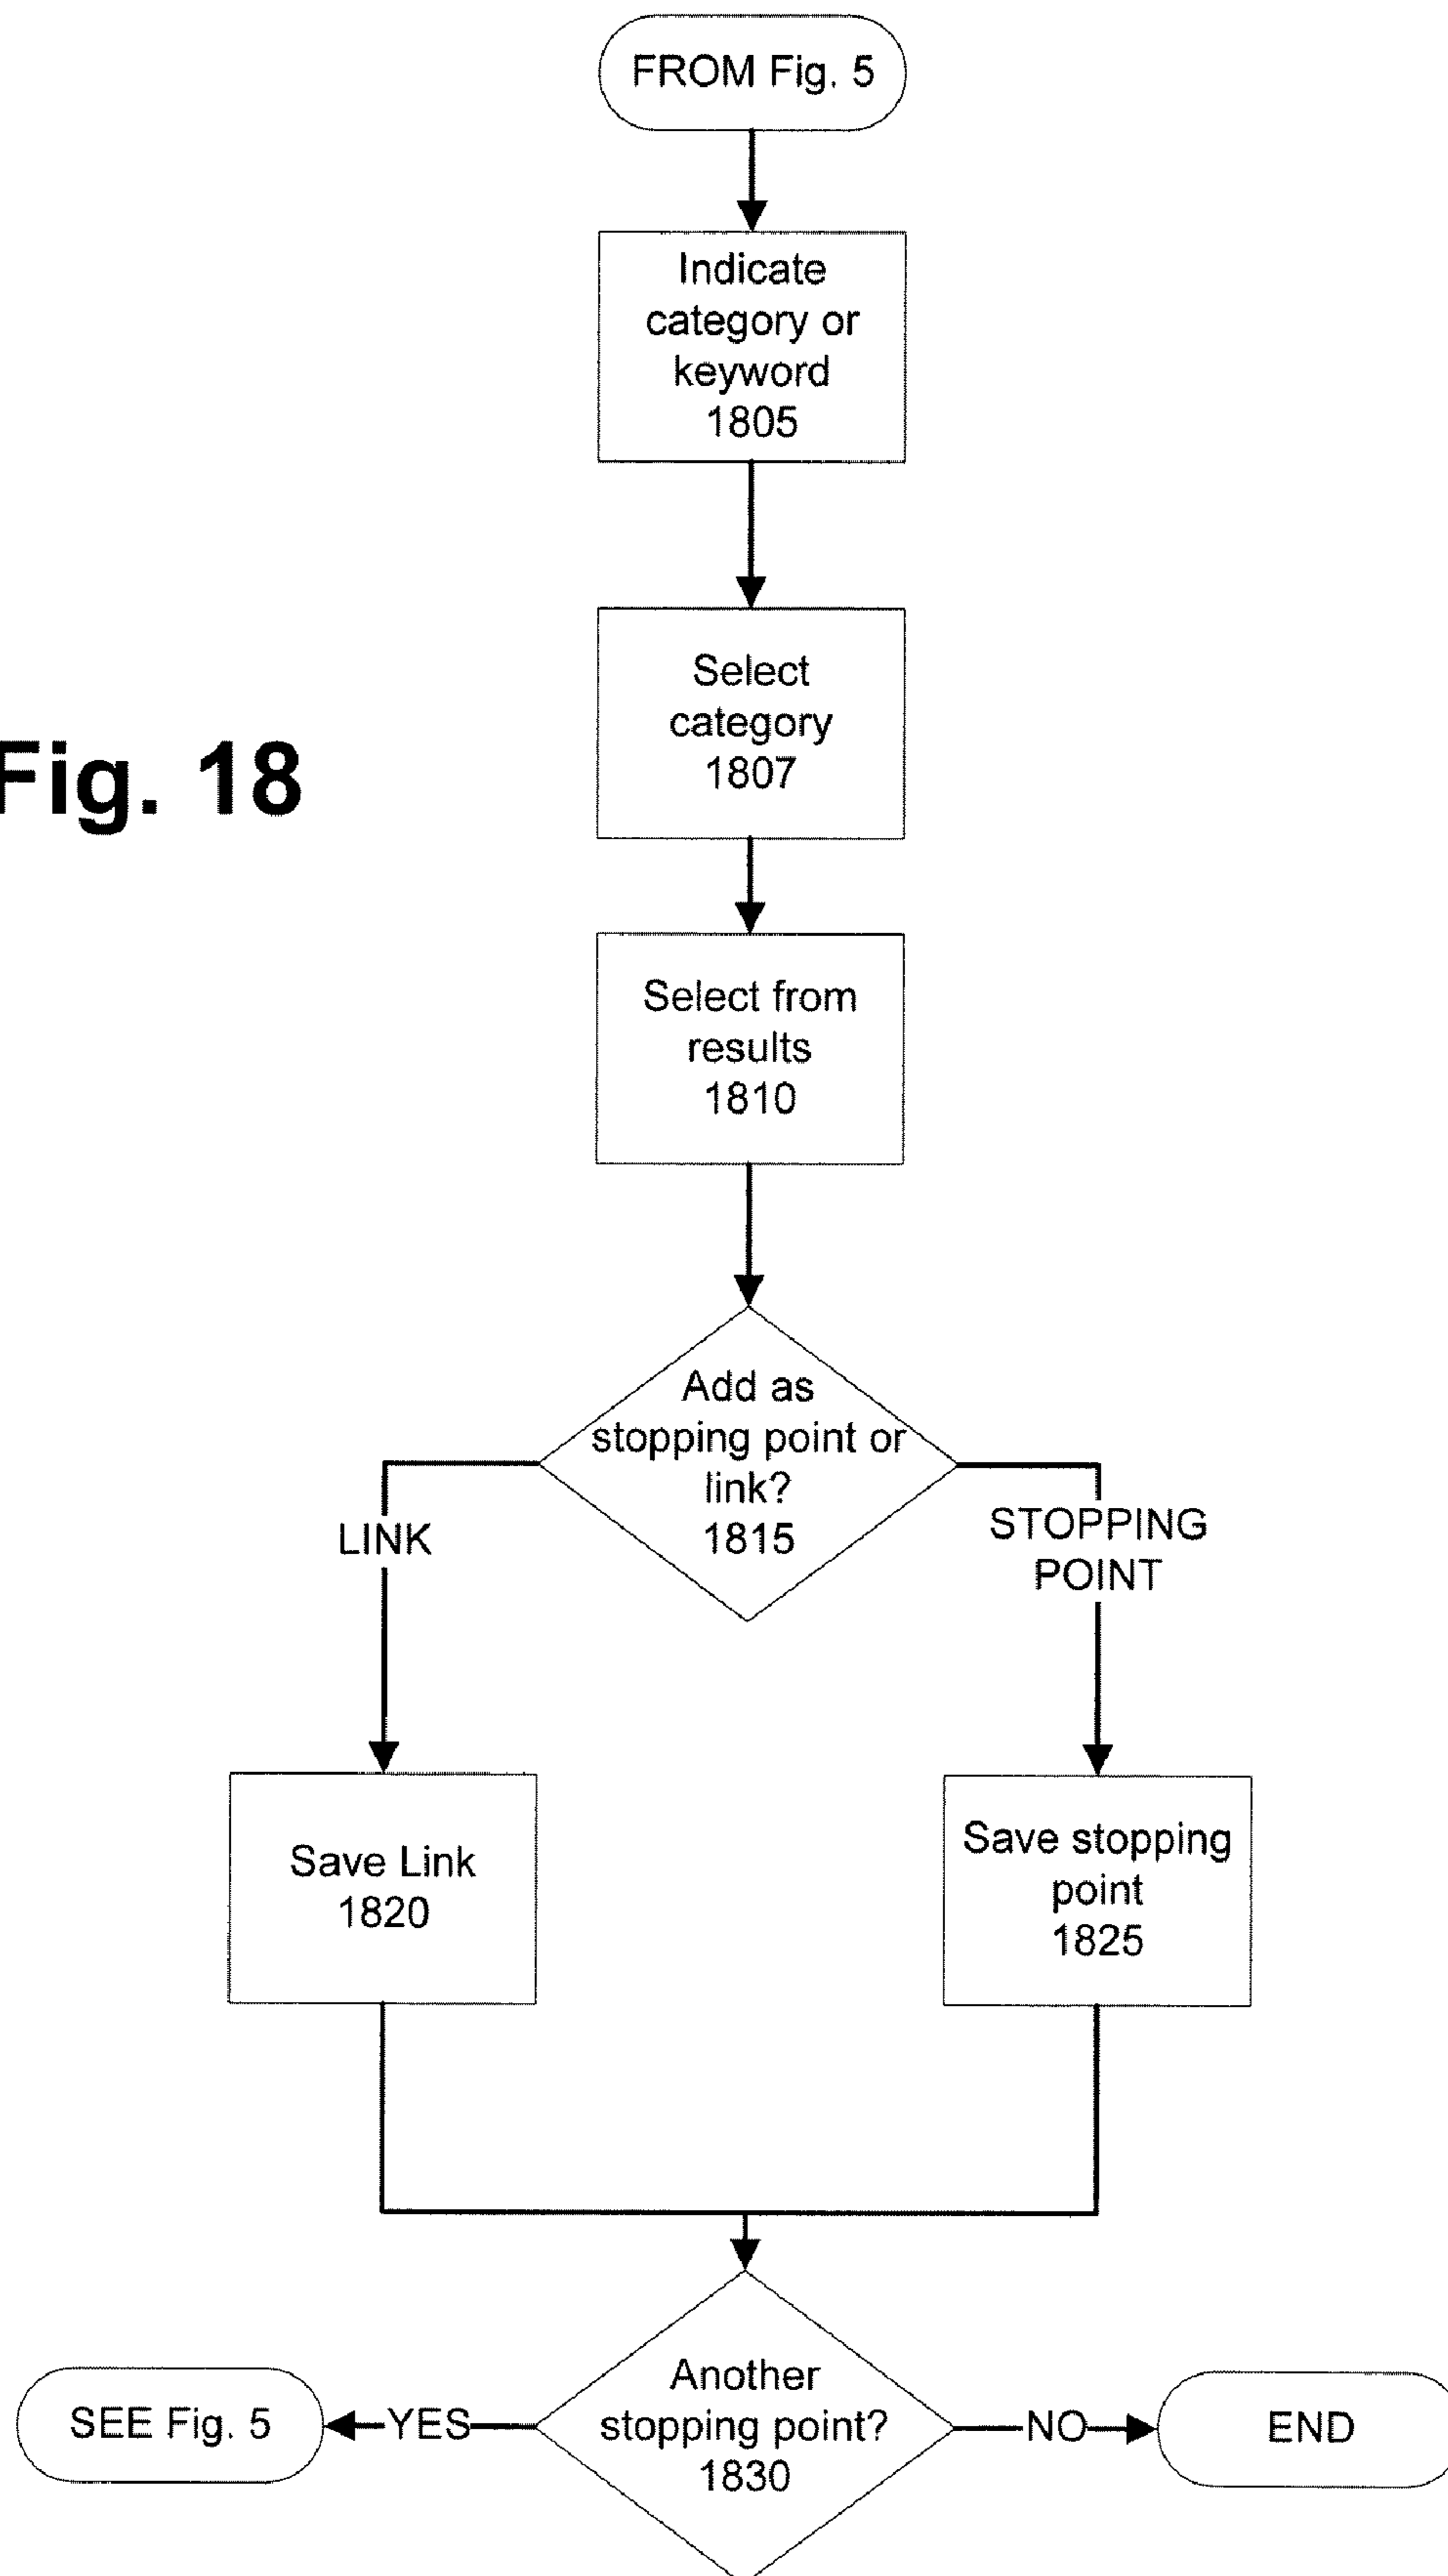 FROM Fig. 5
Indicate
category or
keyword
1805
Select
category
1807
Fig. 18
Select from
results
1810
Add as
stopping point or
link?
1815
LINK
STOPPING
POINT
Save Link
1820
Save stopping
point
1825
Another
stopping point?
1830
SEE Fig. 5
YES
NO
END